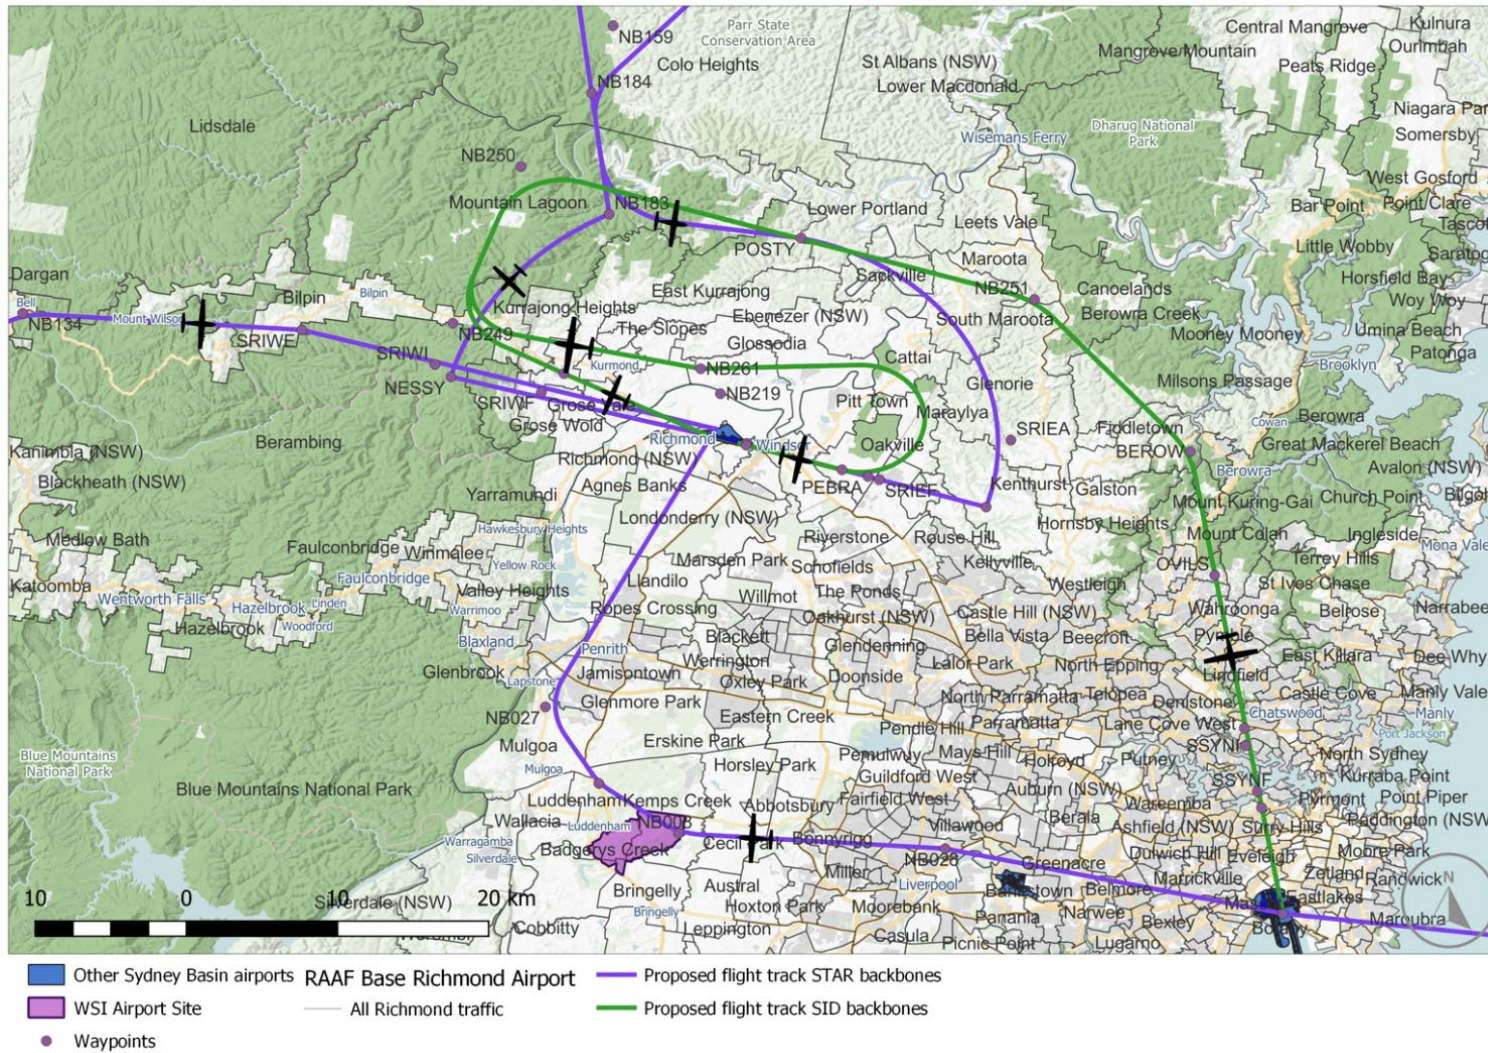 Parr State
Conservation Area
Central Mangrove
Kulnura
NB159
Mangrove Mountain
Ourimbah
Colo Heights
St Albans (NSW)
Peats Ridge
NB184
Lower Macdonald
Niagara Par
Lidsdale
Dharug National
Park
Somersby
Wisemans Ferry
NB250
West Gosford
Mountain Lagoon
NB183
Lower Portland
Bar Point
Point Clare
Leets Vale
Tascot
POSTY
Little Wobby
Saratog
Maroota
Dargan
Sackville
Horsfield Bay
Bell
Bilpin
Bilpin
East Kurrajong
NB251
Canoelands
Woy Woy
NB134
Mount Wilson
Kurrajong Heights
Ebenezer (NSW)
South Maroota
Berowra Creek
Umina Beach
SRIWE
NB249
The Slopes
Glossodia
Mooney Mooney
Patonga
SRIWI
Kurmond
NB261
Cattai
Brooklyn
NESSY
NB219
Pitt Town
Glenorie
Milsons Passage
SRIWF
Grose Vale
Maraylya
Berowra
Grose Wold
SRIEA
Fiddletown
Cowan
Berambing
Richmond
Windsor
Oakville
BEROW
Great Mackerel Beach
Kanimbla (NSW)
Richmond (NSW)
Berowra
Avalon (NSW)
Blackheath (NSW)
Agnes Banks
PEBRA
SRIEF
Kenthurst
Galston
Yarramundi
Mount Kuring-Gai
Church Point
Bilgol
Londonderry (NSW)
Hornsby Heights
Hawkesbury Heights
Riverstone
Rouse Hill
Mount Colah
Ingleside
Medlow Bath
Faulconbridge
Winmalee
Marsden Park
Schofields
Kellyville
Terrey Hills
Mona Vale
Yellow Rock
OVILS
Katoomba
Faulconbridge
Llandilo
Westleigh
St Ives Chase
Wentworth Falls
Hazelbrook
Linden
Valley Heights
Willmot
The Ponds
Warrimoo
Ropes Crossing
Oakhurst (NSW)
Castle Hill (NSW)
Wahroonga
Belrose
Narrabee
Hazelbrook
Woodford
Blaxland
Blackett
Bella Vista
Beecroft
Pymble
Penrith
Glendenning
Werrington
Lalor Park
North Epping
East Killara
Dee Why
Glenbrook
Lapstone
Jamisontown
Oxley Park
Doonside
Lindfield
Glenmore Park
North Parramatta
Telopea
Denistone
Castle Cove
Manly Vale
NB027
Eastern Creek
Pendle Hill
Parramatta
Lane Cove West
Chatswood
Manly
Port Jackson
Mulgoa
Erskine Park
SSYNI
Horsley Park
Pemulwuy
Mays Hill
Holroyd
Putney
North Sydney
Blue Mountains
National Park
Mulgoa
Guildford West
SSYNF
Kurraba Point
Blue Mountains National Park
Luddenham
Kemps Creek
Abbotsbury
Fairfield West
Auburn (NSW)
Wareemba
Pyrmont
Point Piper
Wallacia
Luddenham
NB008
Villawood
Berala
Ashfield (NSW)
Surry Hills
Paddington (NSW
Warragamba
Badgerys Creek
Cecil Park
Bonnyrigg
NB028
Dulwich Hill
Eveleigh
Moore Park
Silverdale
Miller
Greenacre
Marrickville
Zetland
Randwick
N
Bringelly
Austral
Liverpool
Bankstown
Belmore
Eastlakes
10 0 10 20 km
Silverdale (NSW)
Hoxton Park
Moorebank
Panania
Narwee
Bexley
Botany
Maroubra
Bringelly
Cobbitty
Leppington
Casula
Picnic Point
Lugarno
Other Sydney Basin airports
RAAF Base Richmond Airport
Proposed flight track STAR backbones
WSI Airport Site
All Richmond traffic
Proposed flight track SID backbones
Waypoints